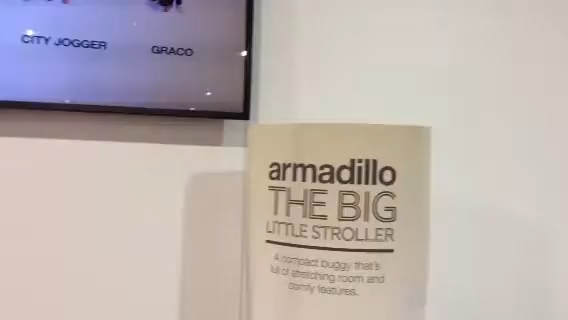 CITY JOGGER
GRACO
armadillo
THE BIG
LITTLE STROLLER
A compact buggy that's
full of stretching room and
comfy features.